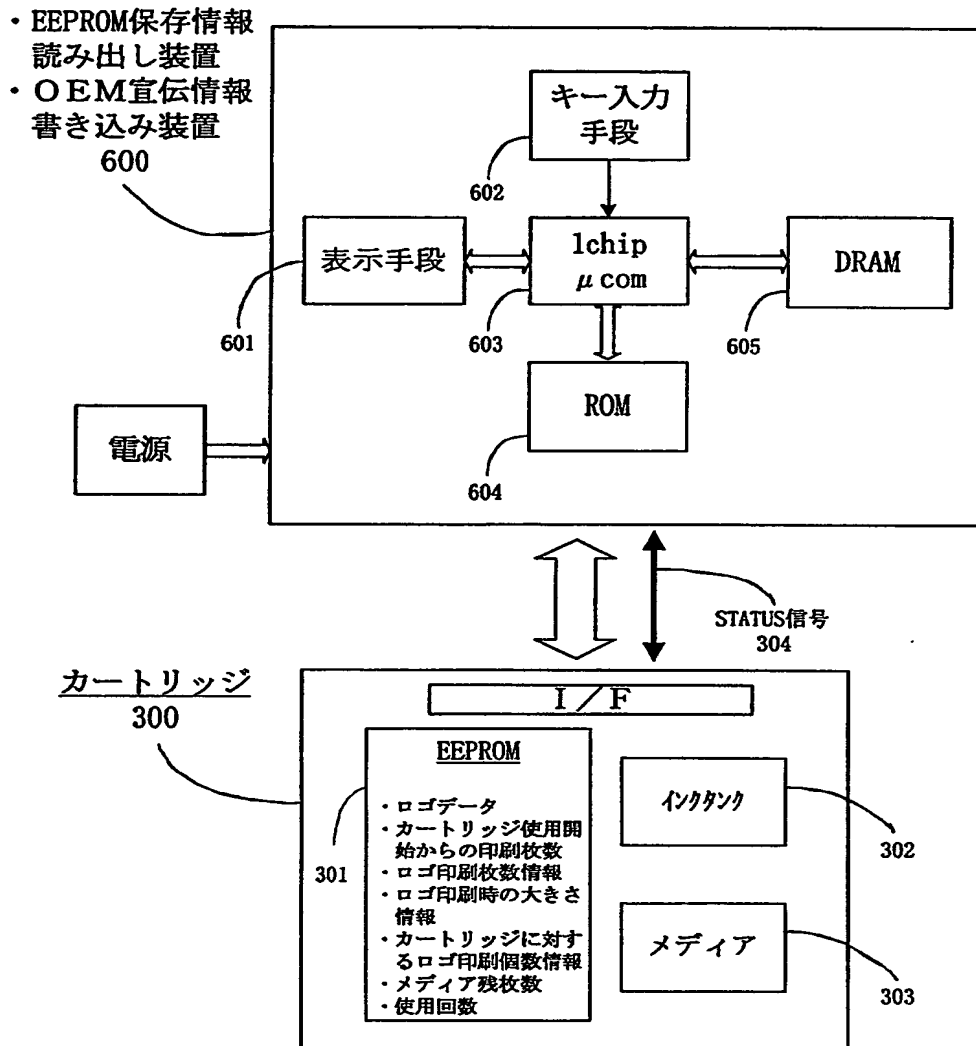 ・EEPROM保存情報
読み出し装置
・ＯＥＭ宣伝情報
書き込み装置
600
キー入力
手段
602
表示手段
601
1chip
μcom
603
DRAM
605
ROM
604
電源
STATUS信号
304
カートリッジ
300
Ｉ／Ｆ
EEPROM
・ロゴデータ
・カートリッジ使用開
始からの印刷枚数
・ロゴ印刷枚数情報
・ロゴ印刷時の大きさ
情報
・カートリッジに対す
るロゴ印刷個数情報
・メディア残枚数
・使用回数
301
インクタンク
302
メディア
303